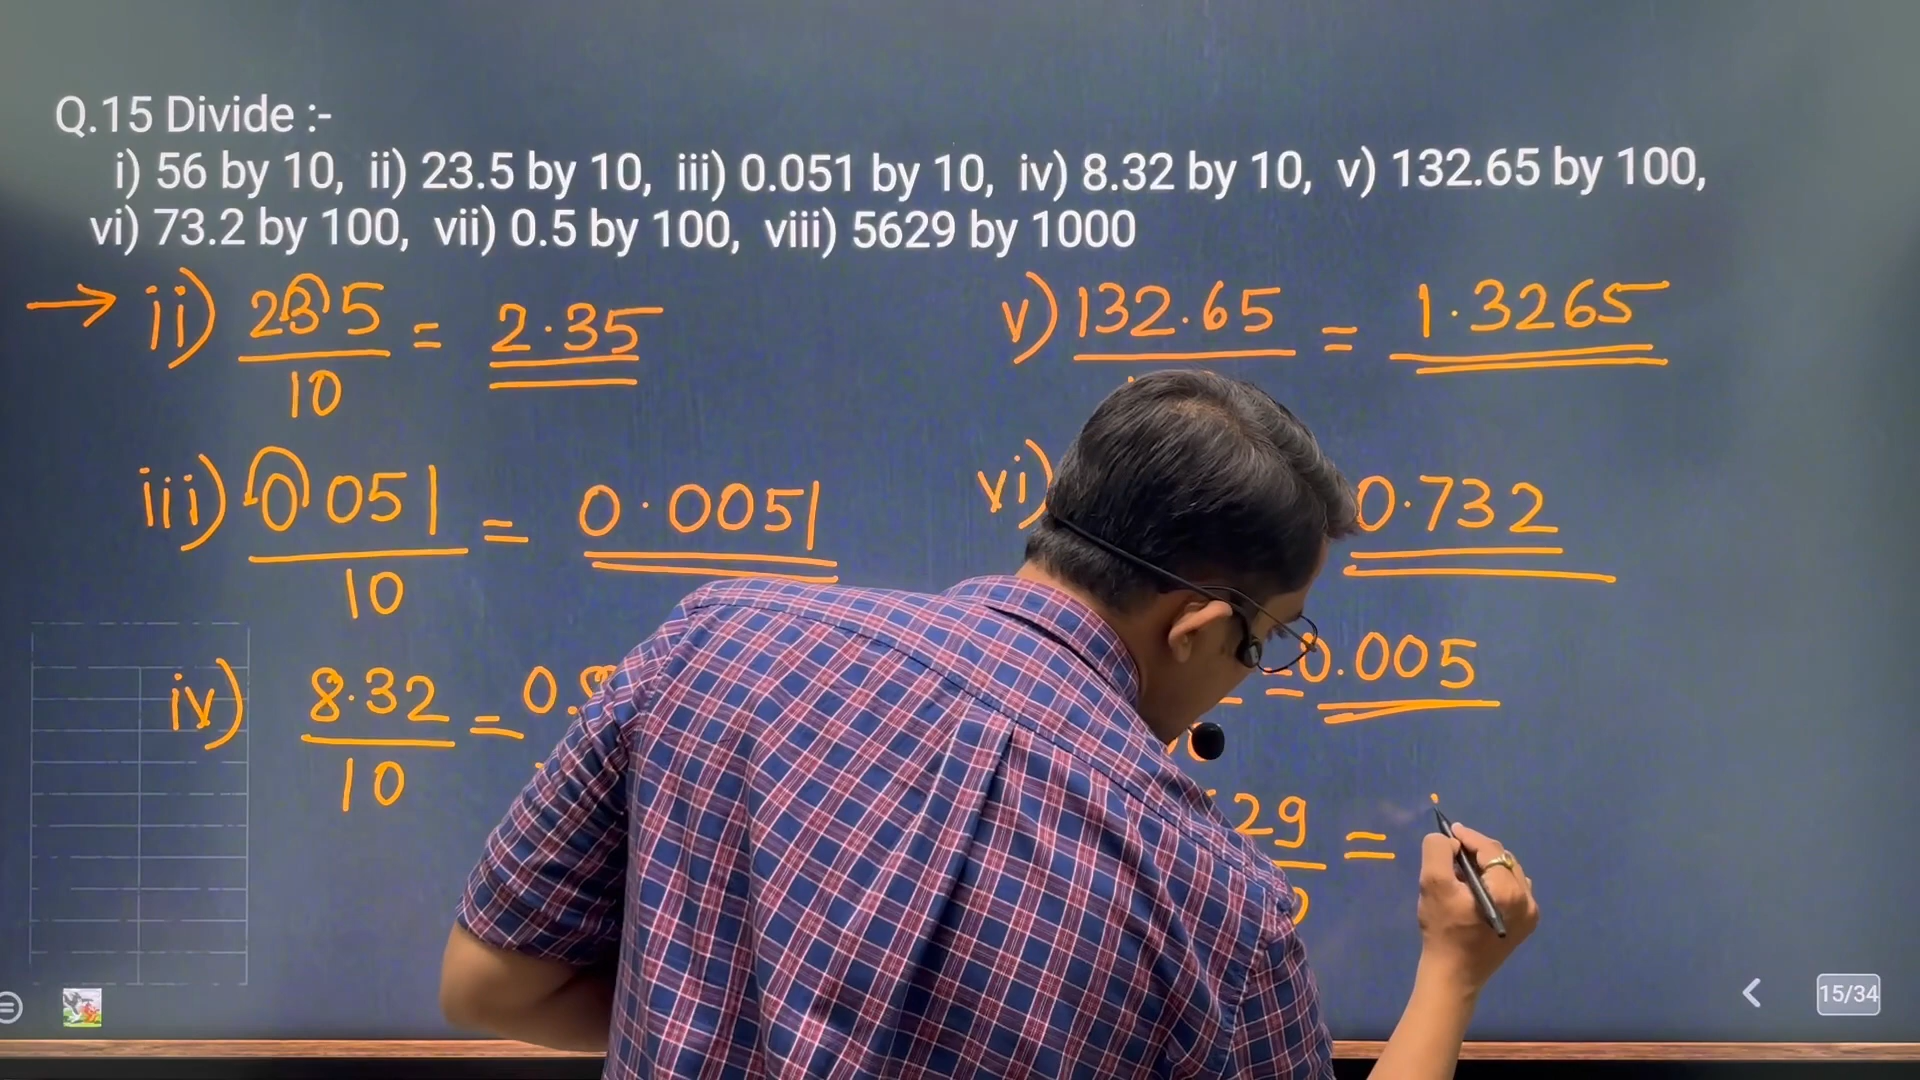 Q.15 Divide :-
i) 56 by 10, ii) 23.5 by 10, iii) 0.051 by 10, iv) 8.32 by 10, v) 132.65 by 100,
vi) 73.2 by 100, vii) 0.5 by 100, viii) 5629 by 1000
→ ii) 235 = 2.35
10
iii) 0051 = 0.0051
10
iv) 8.32 = 0.
10
v) 132.65 = 1.3265
vi) 0.732
= 0.005
29 =
0
15/34